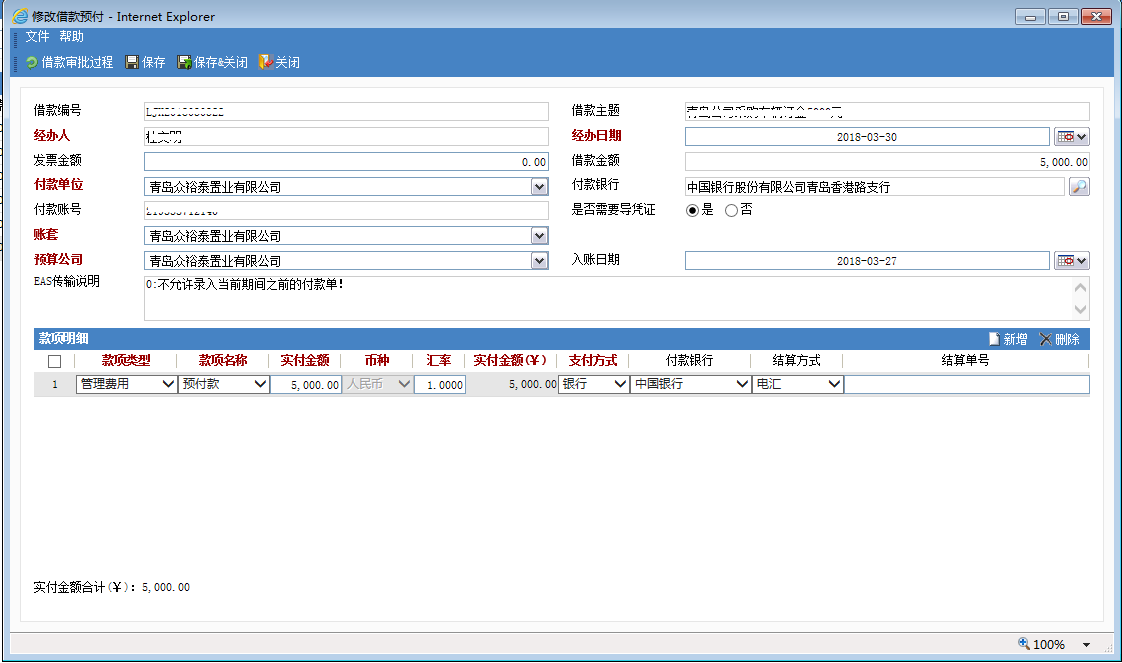 修改借款预付 - Internet Explorer
文件 帮助
借款审批过程 保存 保存&关闭 关闭
借款编号 借款主题
经办人 经办日期 2018-03-30
发票金额 0.00 借款金额 5,000.00
付款单位 青岛众裕泰置业有限公司 付款银行 中国银行股份有限公司青岛香港路支行
付款账号 是否需要导凭证 是 否
账套 青岛众裕泰置业有限公司
预算公司 青岛众裕泰置业有限公司 入账日期 2018-03-27
EAS传输说明 0:不允许录入当前期间之前的付款单!
款项明细 新增 删除
款项类型 款项名称 实付金额 币种 汇率 实付金额(¥) 支付方式 付款银行 结算方式 结算单号
1 管理费用 预付款 5,000.00 人民币 1.0000 5,000.00 银行 中国银行 电汇
实付金额合计(¥): 5,000.00
100%